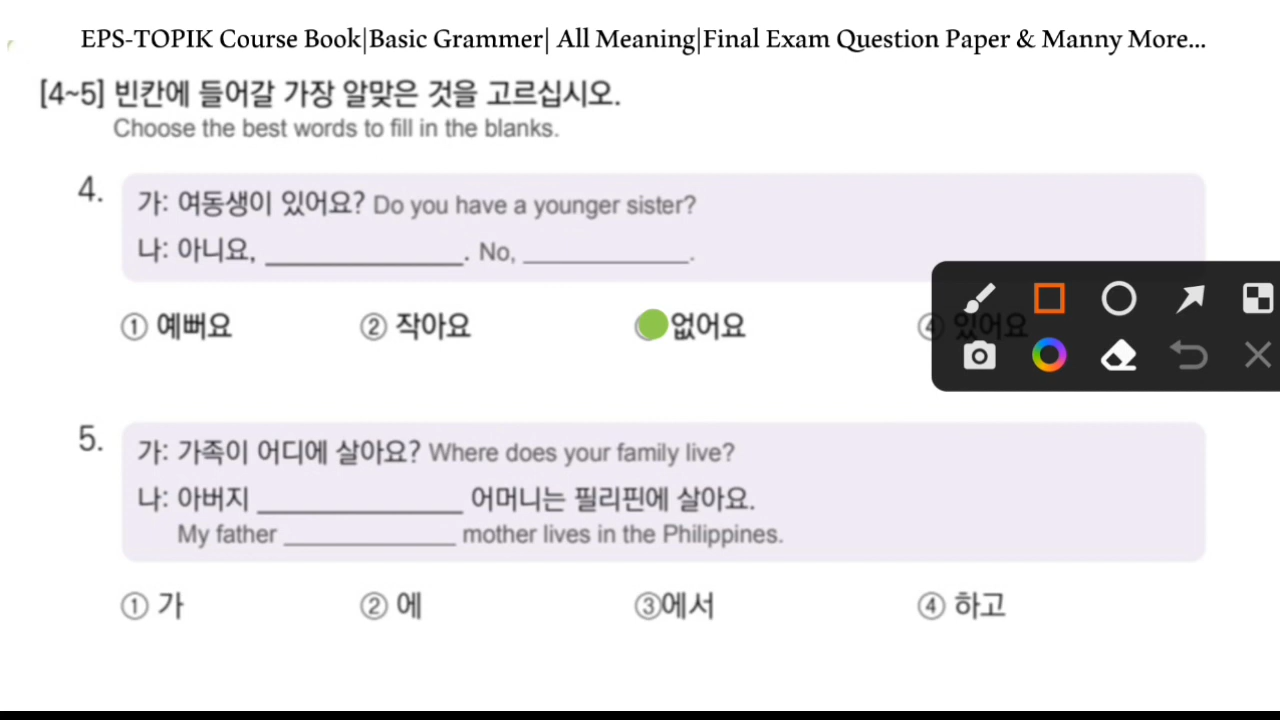 EPS-TOPIK Course Book|Basic Grammer| All Meaning|Final Exam Question Paper & Manny More...
[4~5] 빈칸에 들어갈 가장 알맞은 것을 고르십시오.
Choose the best words to fill in the blanks.
4.
가: 여동생이 있어요? Do you have a younger sister?
나: 아니요, ______________. No, ____________.
① 예뻐요 ② 작아요 없어요 ④ 있어요
5.
가: 가족이 어디에 살아요? Where does your family live?
나: 아버지 ______________ 어머니는 필리핀에 살아요.
My father ____________ mother lives in the Philippines.
① 가 ② 에 ③에서 ④ 하고